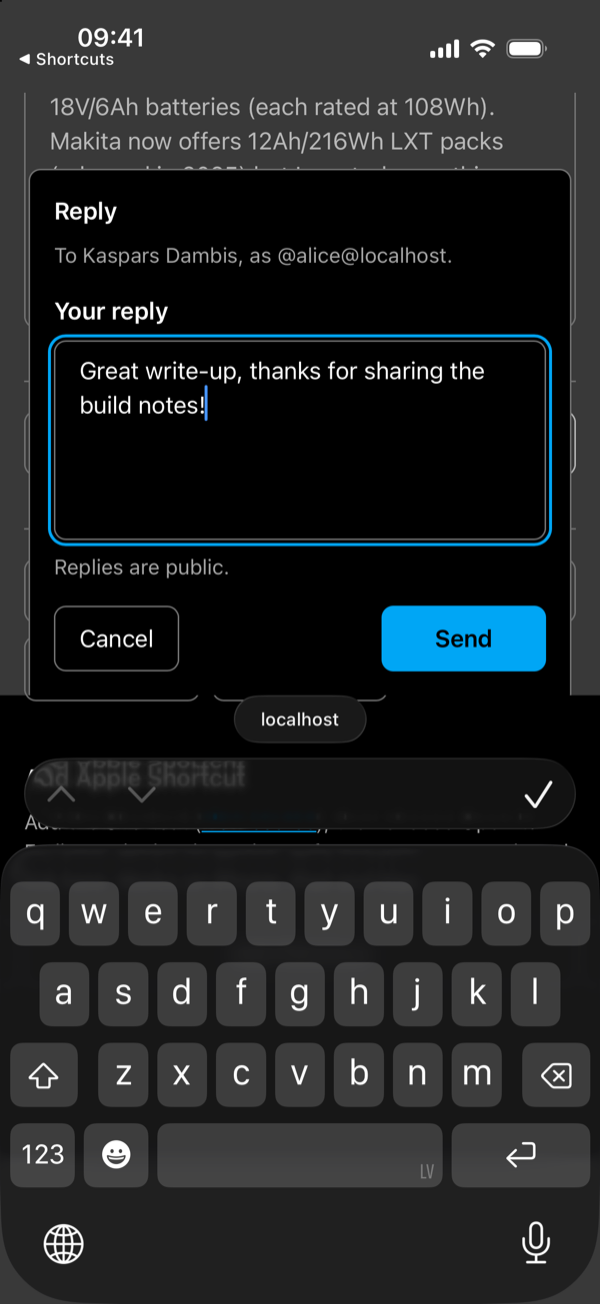 09:41
Shortcuts
18V/6Ah batteries (each rated at 108Wh).
Makita now offers 12Ah/216Wh LXT packs
Reply
To Kaspars Dambis, as @alice@localhost.
Your reply
Great write-up, thanks for sharing the
build notes!
Replies are public.
Cancel
Send
localhost
Apple Shortcut
q w e r t y u i o p
a s d f g h j k l
z x c v b n m
123
LV